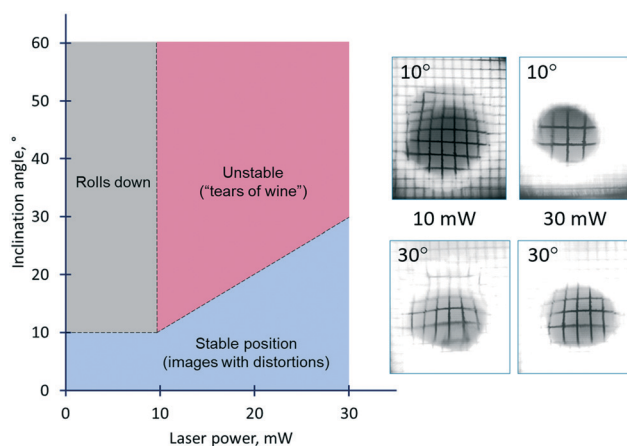 60
50
40
30
20
10
0
Inclination angle, °
Rolls down
Unstable
(“tears of wine”)
Stable position
(images with distortions)
0
10
20
30
Laser power, mW
10°
10°
10 mW
30 mW
30°
30°